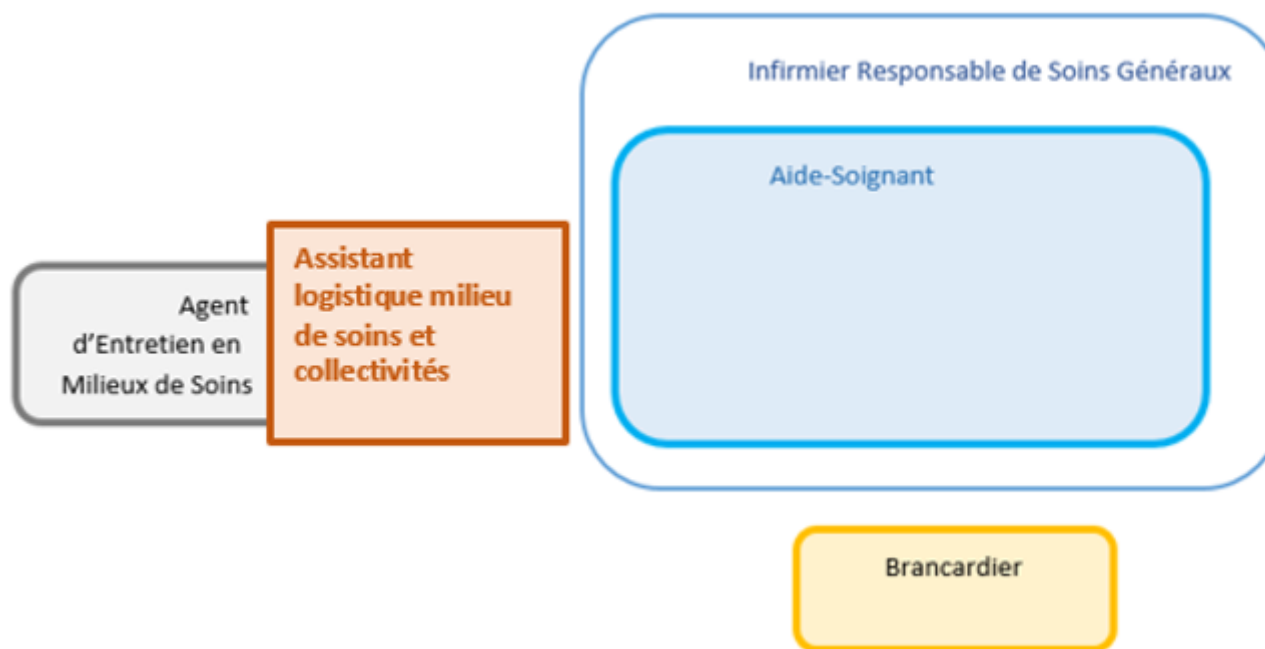 Infirmier Responsable de Soins Généraux
Aide-Soignant
Assistant
logistique milieu
de soins et
collectivités
Agent
d’Entretien en
Milieux de Soins
Brancardier